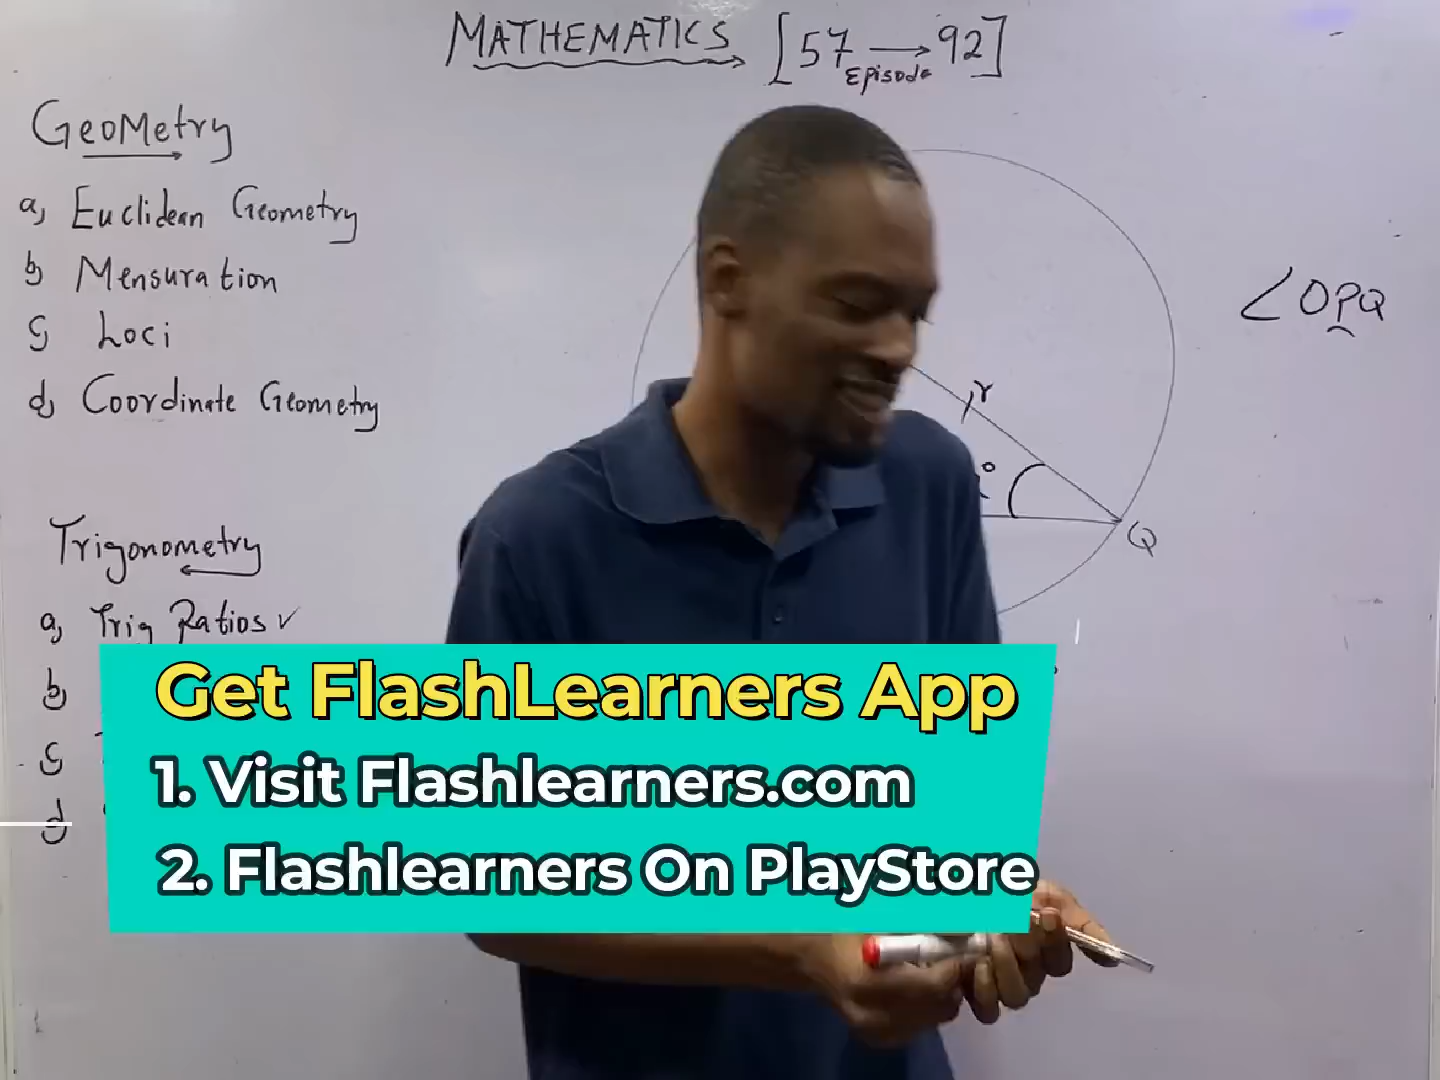 MATHEMATICS [57 → 92]
Episode
GeoMetry
a) Euclidean Geometry
b) Mensuration
c) Loci
d) Coordinate Geometry
∠OPQ
r
Q
Trigonometry
a) Trig Ratios ✓
b)
c)
d)
Get FlashLearners App
1. Visit Flashlearners.com
2. Flashlearners On PlayStore